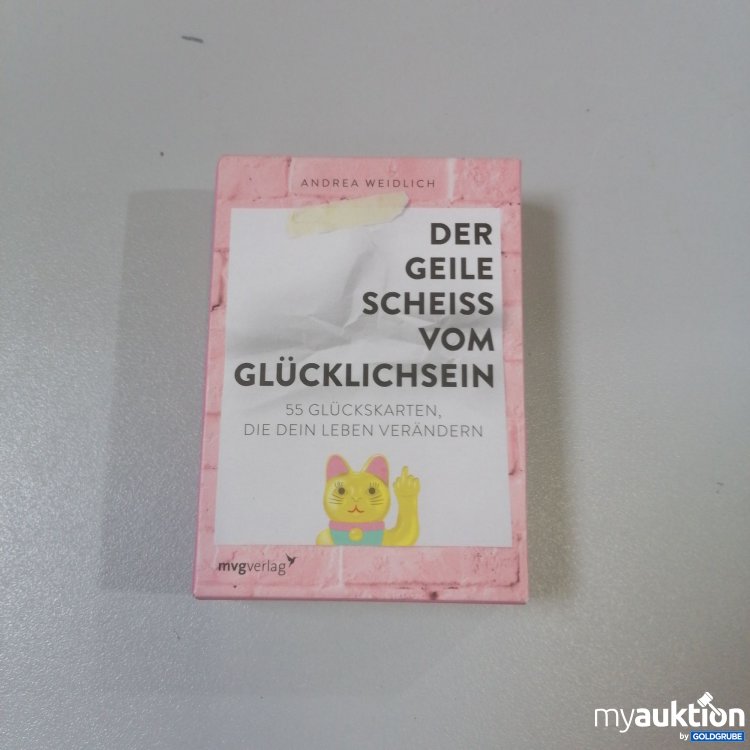 ANDREA WEIDLICH
DER
GEILE
SCHEISS
VOM
GLÜCKLICHSEIN
55 GLÜCKSKARTEN,
DIE DEIN LEBEN VERÄNDERN
mvgverlag
myauktion
by GOLDGRUBE